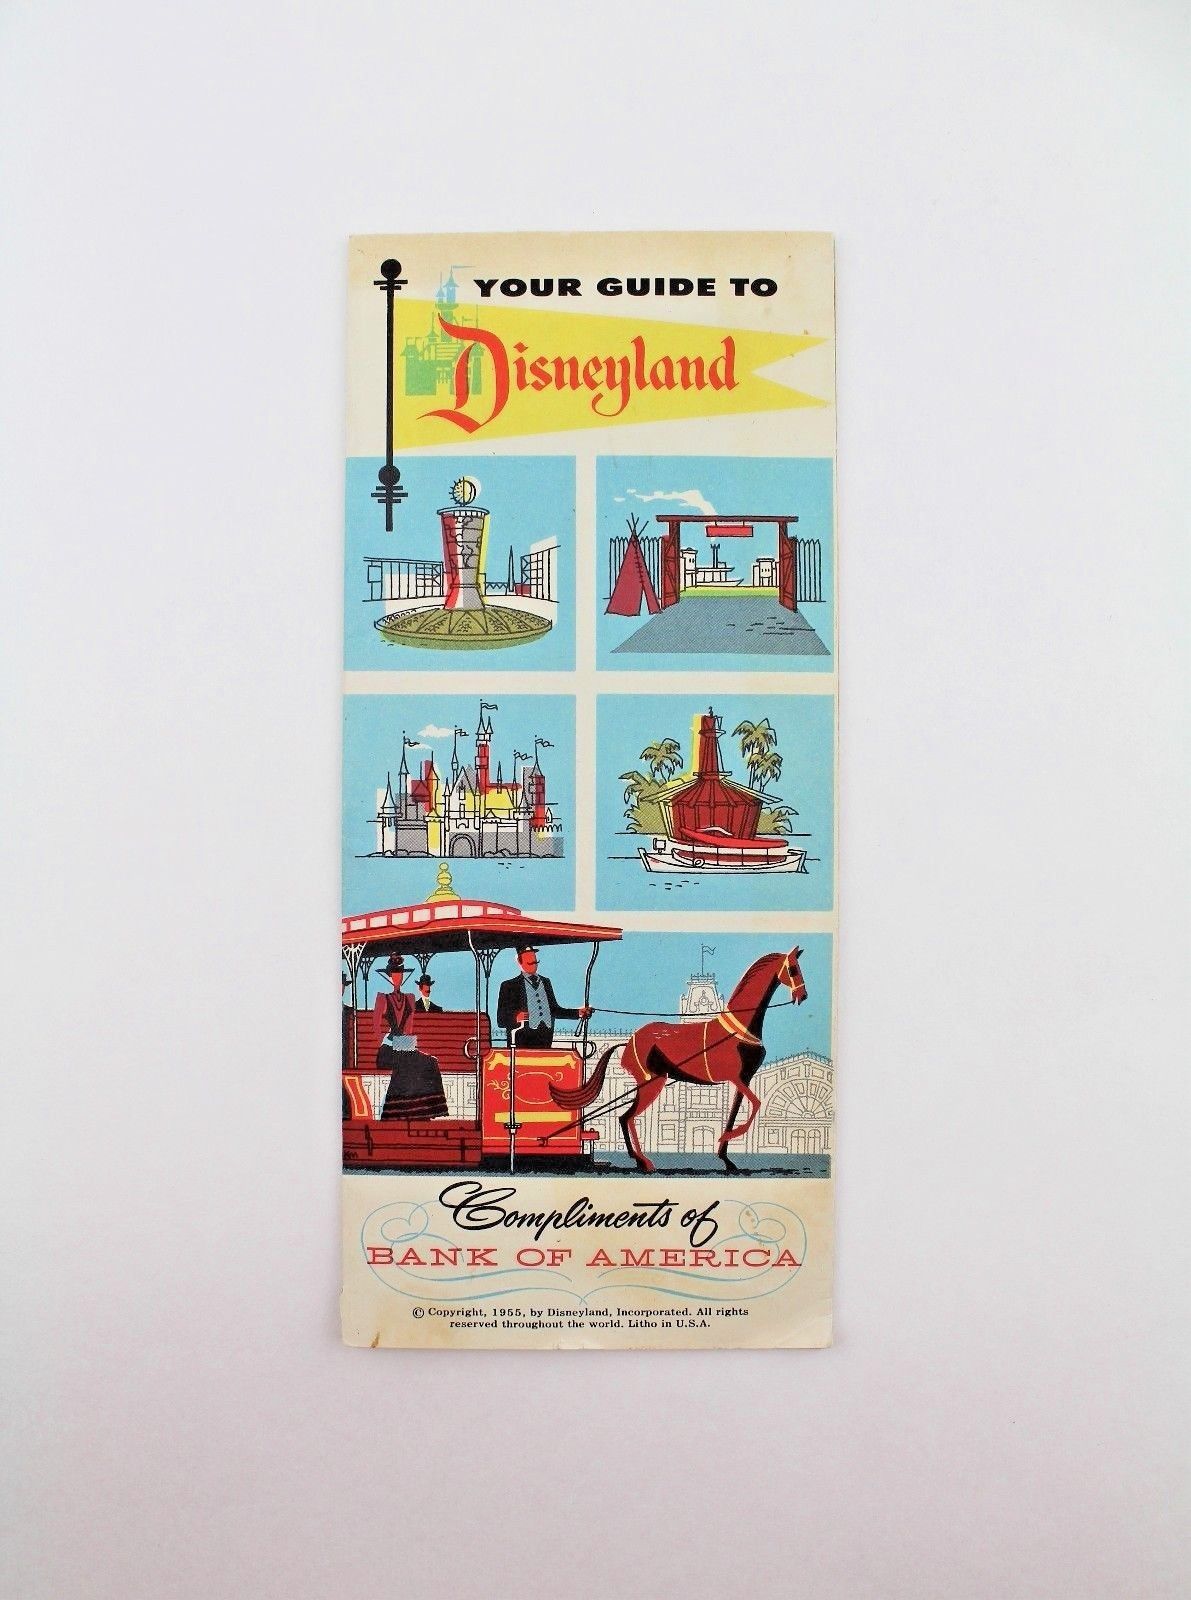 YOUR GUIDE TO
Disneyland
Compliments of
BANK OF AMERICA
© Copyright, 1955, by Disneyland, Incorporated. All rights
reserved throughout the world. Litho in U.S.A.